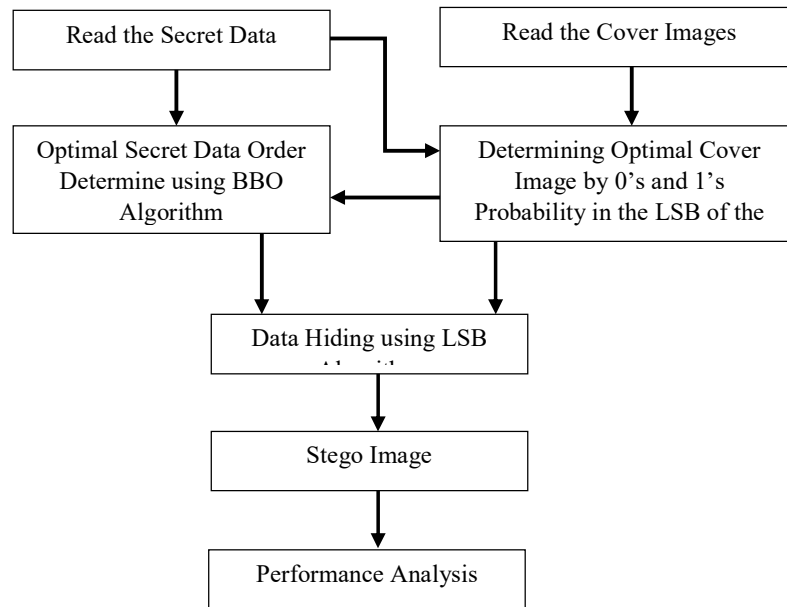 Read the Secret Data
Read the Cover Images
Optimal Secret Data Order
Determine using BBO
Algorithm
Determining Optimal Cover
Image by 0’s and 1’s
Probability in the LSB of the
Data Hiding using LSB
Stego Image
Performance Analysis